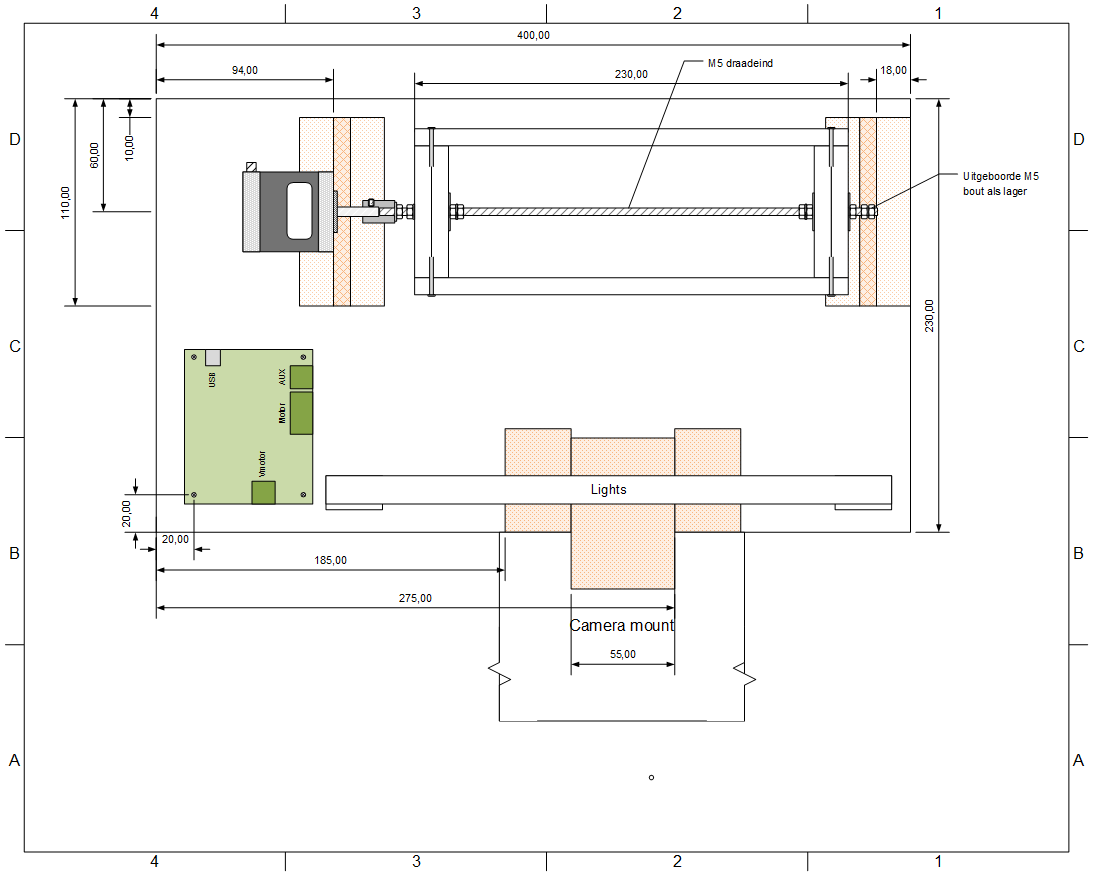 4 3 2 1
400,00
94,00
230,00
M5 draadeind
18,00
D
D
10,00
60,00
110,00
Uitgeboorde M5
bout als lager
230,00
C
C
USB
AUX
Motor
Vmotor
Lights
20,00
20,00
B
B
185,00
275,00
Camera mount
55,00
A
A
4 3 2 1